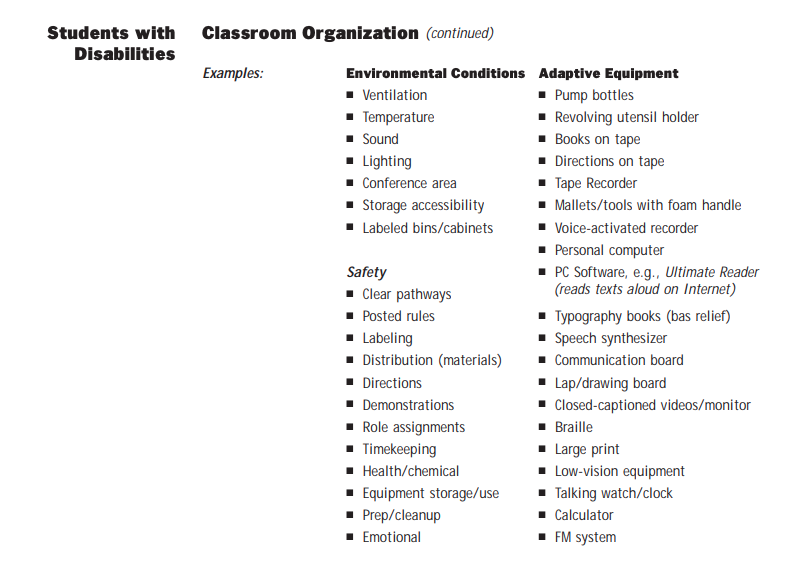 Students with
Disabilities
Classroom Organization (continued)
Examples:
Environmental Conditions
■ Ventilation
■ Temperature
■ Sound
■ Lighting
■ Conference area
■ Storage accessibility
■ Labeled bins/cabinets
Safety
■ Clear pathways
■ Posted rules
■ Labeling
■ Distribution (materials)
■ Directions
■ Demonstrations
■ Role assignments
■ Timekeeping
■ Health/chemical
■ Equipment storage/use
■ Prep/cleanup
■ Emotional
Adaptive Equipment
■ Pump bottles
■ Revolving utensil holder
■ Books on tape
■ Directions on tape
■ Tape Recorder
■ Mallets/tools with foam handle
■ Voice-activated recorder
■ Personal computer
■ PC Software, e.g., Ultimate Reader
(reads texts aloud on Internet)
■ Typography books (bas relief)
■ Speech synthesizer
■ Communication board
■ Lap/drawing board
■ Closed-captioned videos/monitor
■ Braille
■ Large print
■ Low-vision equipment
■ Talking watch/clock
■ Calculator
■ FM system